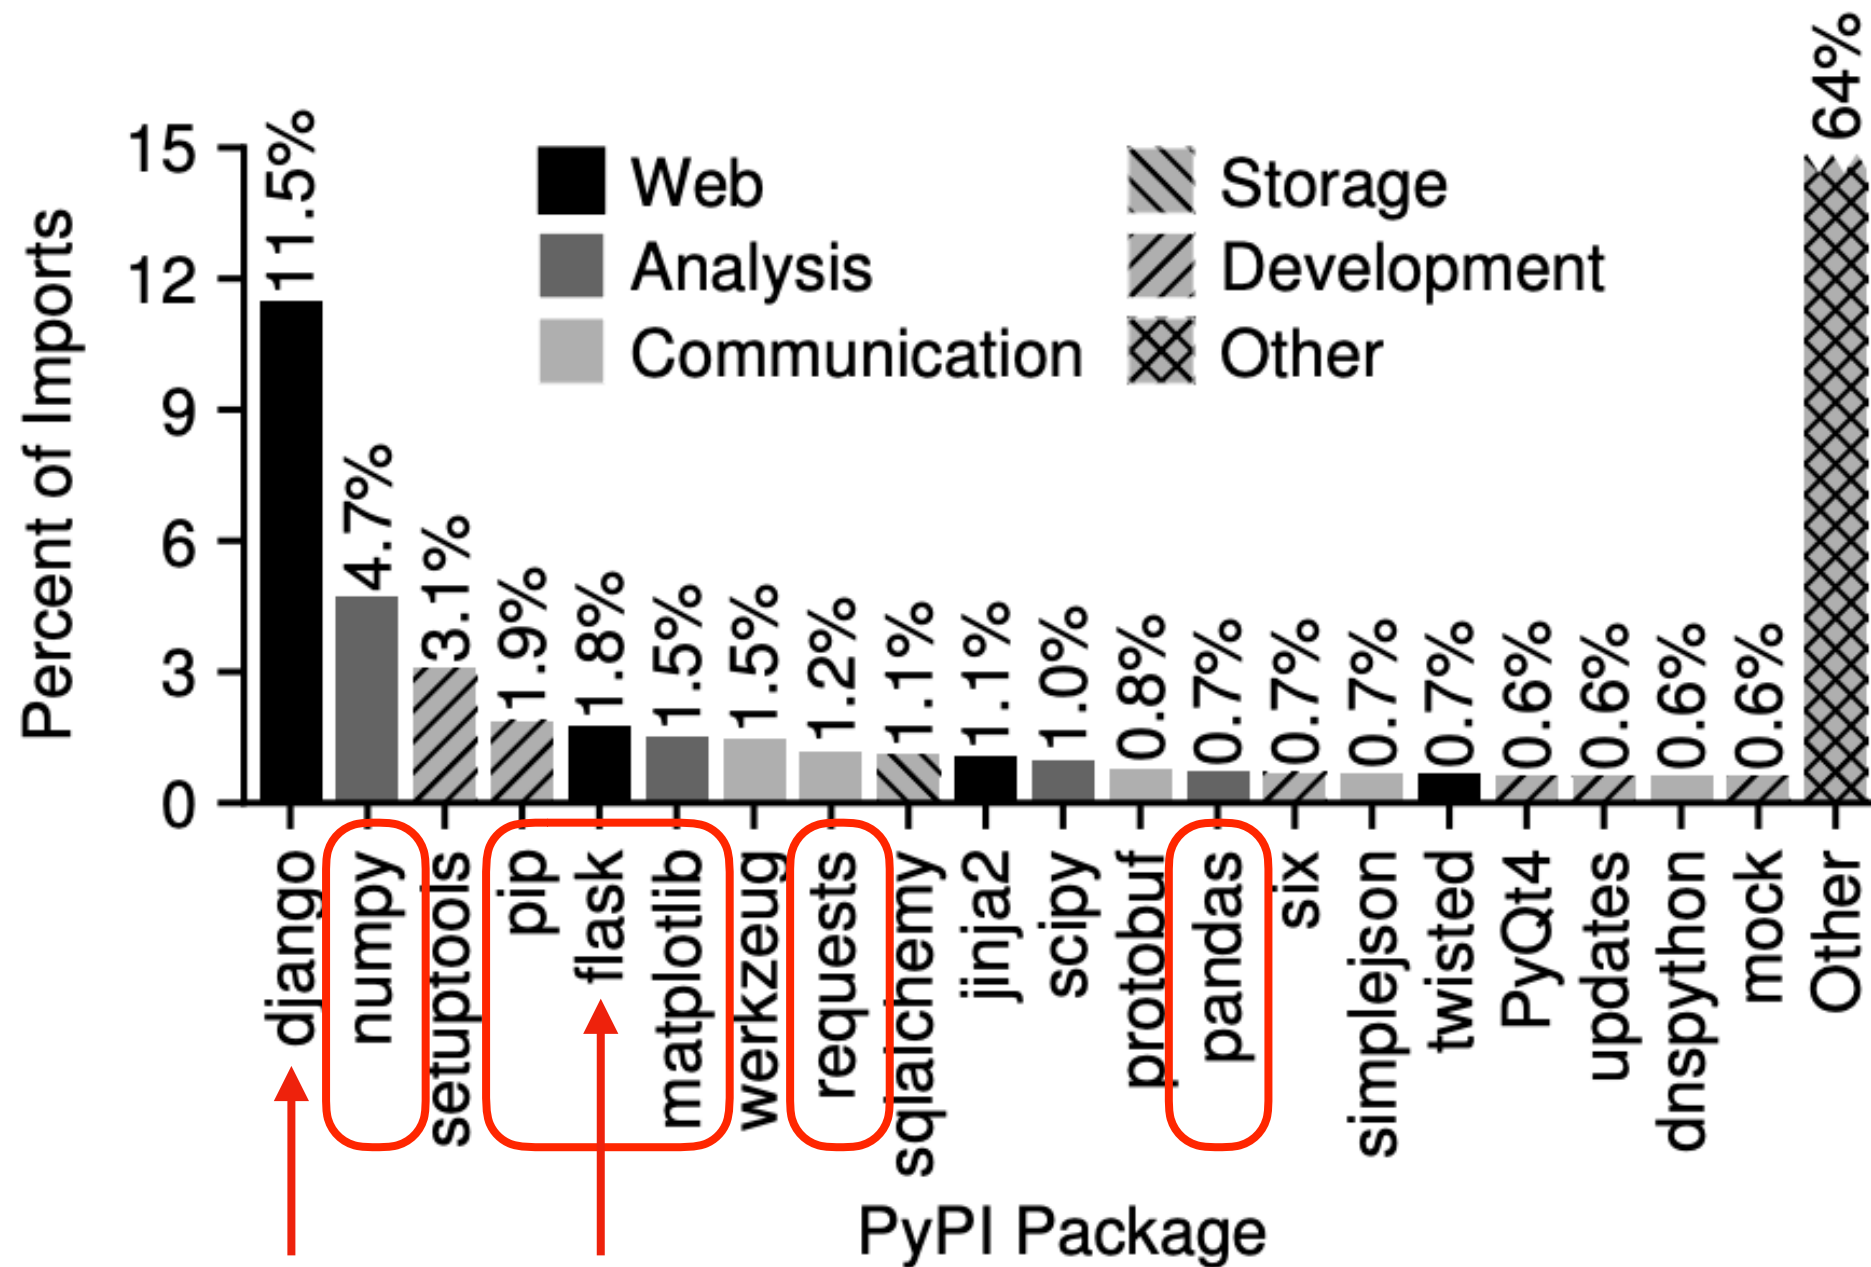 Percent of Imports
15
12
9
6
3
0
Web
Analysis
Communication
Storage
Development
Other
11.5%
4.7%
3.1%
1.9%
1.8%
1.5%
1.5%
1.2%
1.1%
1.1%
1.0%
0.8%
0.7%
0.7%
0.7%
0.7%
0.6%
0.6%
0.6%
0.6%
64%
django
numpy
setuptools
pip
flask
matplotlib
werkzeug
requests
sqlalchemy
jinja2
scipy
protobuf
pandas
six
simplejson
twisted
PyQt4
updates
dnspython
mock
Other
PyPI Package